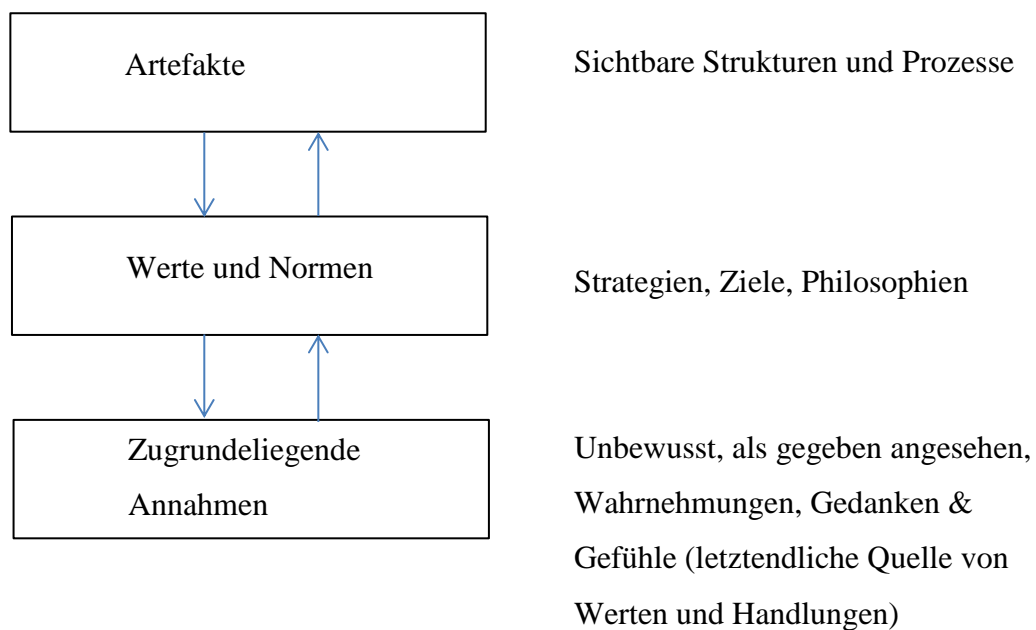 Artefakte
Sichtbare Strukturen und Prozesse
Werte und Normen
Strategien, Ziele, Philosophien
Zugrundeliegende
Annahmen
Unbewusst, als gegeben angesehen,
Wahrnehmungen, Gedanken &
Gefühle (letztendliche Quelle von
Werten und Handlungen)